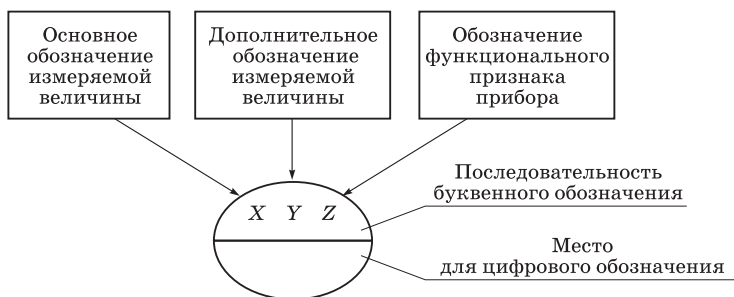 Основное
обозначение
измеряемой
величины
Дополнительное
обозначение
измеряемой
величины
Обозначение
функционального
признака
прибора
X Y Z
Последовательность
буквенного обозначения
Место
для цифрового обозначения